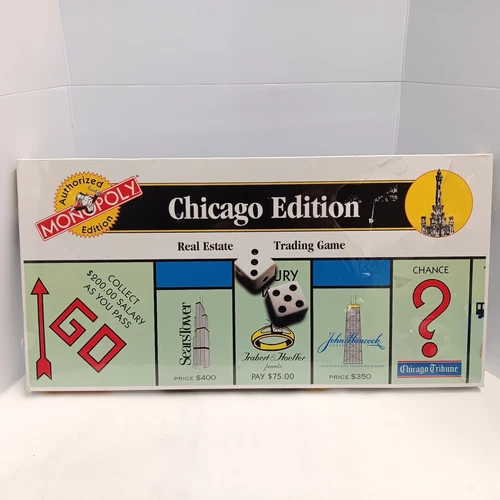 Authorized
MONOPOLY
Edition
Chicago Edition
Real Estate Trading Game
COLLECT
$200.00 SALARY
AS YOU PASS
GO
Sears Tower
PRICE $400
Trabert & Hoeffer
Jewels
PAY $75.00
John Hancock
PRICE $350
CHANCE
?
Chicago Tribune